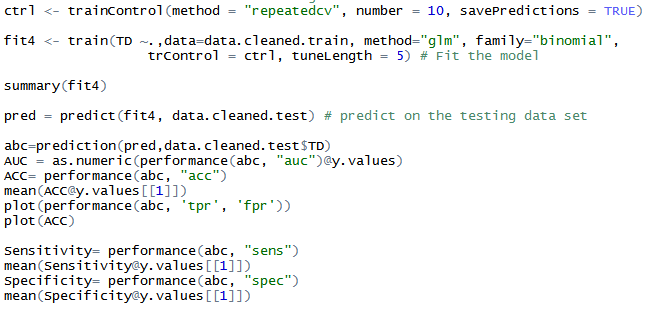 ctrl <- trainControl(method = "repeatedcv", number = 10, savePredictions = TRUE)
fit4 <- train(TD ~.,data=data.cleaned.train, method="glm", family="binomial",
trControl = ctrl, tuneLength = 5) # Fit the model
summary(fit4)
pred = predict(fit4, data.cleaned.test) # predict on the testing data set
abc=prediction(pred,data.cleaned.test$TD)
AUC = as.numeric(performance(abc, "auc")@y.values)
ACC= performance(abc, "acc")
mean(ACC@y.values[[1]])
plot(performance(abc, 'tpr', 'fpr'))
plot(ACC)
Sensitivity= performance(abc, "sens")
mean(Sensitivity@y.values[[1]])
Specificity= performance(abc, "spec")
mean(Specificity@y.values[[1]])